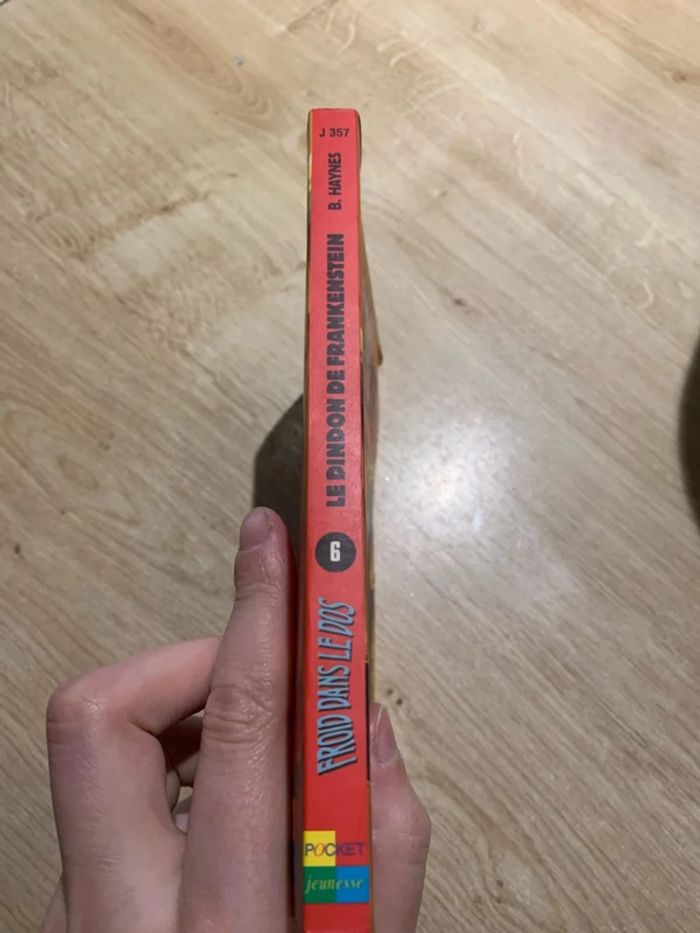 J 357
B. HAYNES
LE DINDON DE FRANKENSTEIN
6
FROID DANS LE DOS
POCKET
jeunesse